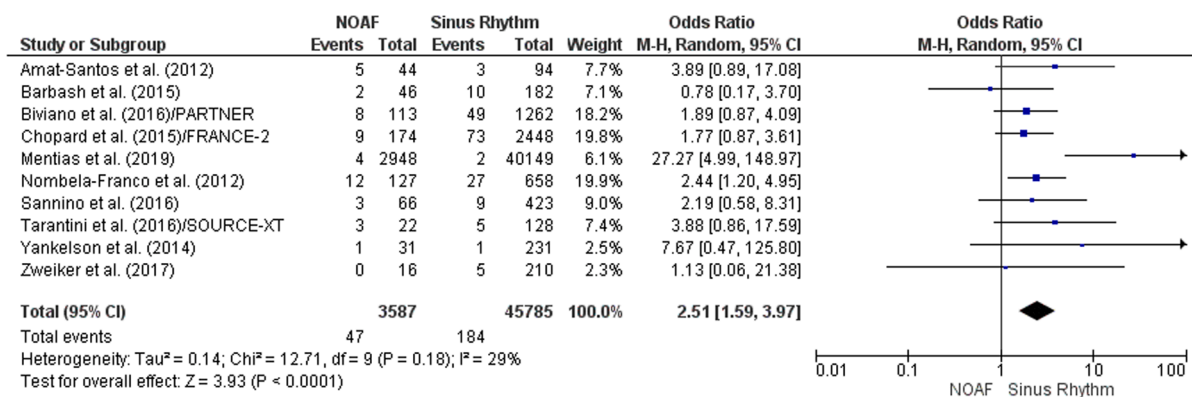 NOAF Sinus Rhythm Odds Ratio Odds Ratio
Study or Subgroup Events Total Events Total Weight M-H, Random, 95% CI M-H, Random, 95% CI
Amat-Santos et al. (2012) 5 44 3 94 7.7% 3.89 [0.89, 17.08]
Barbash et al. (2015) 2 46 10 182 7.1% 0.78 [0.17, 3.70]
Biviano et al. (2016)/PARTNER 8 113 49 1262 18.2% 1.89 [0.87, 4.09]
Chopard et al. (2015)/FRANCE-2 9 174 73 2448 19.8% 1.77 [0.87, 3.61]
Mentias et al. (2019) 4 2948 2 40149 6.1% 27.27 [4.99, 148.97]
Nombela-Franco et al. (2012) 12 127 27 658 19.9% 2.44 [1.20, 4.95]
Sannino et al. (2016) 3 66 9 423 9.0% 2.19 [0.58, 8.31]
Tarantini et al. (2016)/SOURCE-XT 3 22 5 128 7.4% 3.88 [0.86, 17.59]
Yankelson et al. (2014) 1 31 1 231 2.5% 7.67 [0.47, 125.80]
Zweiker et al. (2017) 0 16 5 210 2.3% 1.13 [0.06, 21.38]
Total (95% CI) 3587 45785 100.0% 2.51 [1.59, 3.97]
Total events 47 184
Heterogeneity: Tau² = 0.14; Chi² = 12.71, df = 9 (P = 0.18); I² = 29%
Test for overall effect: Z = 3.93 (P < 0.0001)
0.01 0.1 1 10 100
NOAF Sinus Rhythm